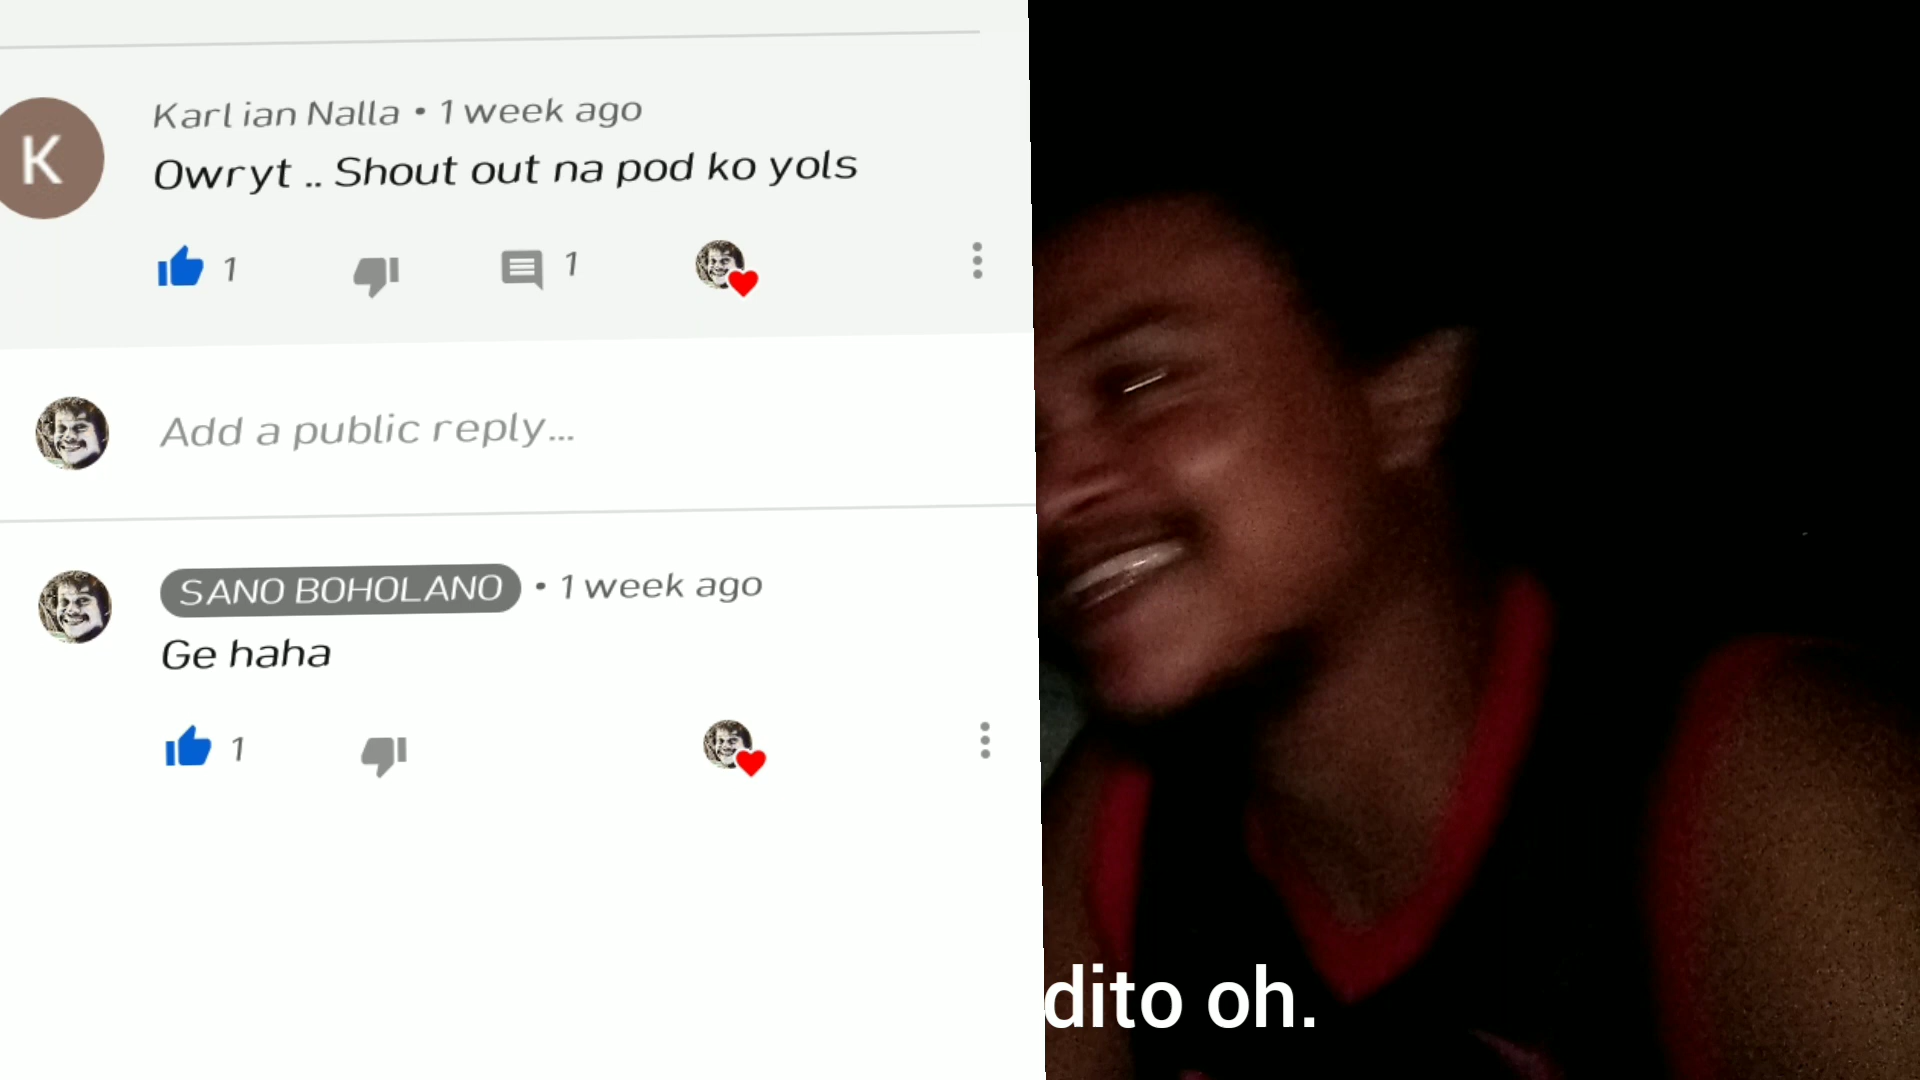 K
Karl ian Nalla • 1 week ago
Owryt .. Shout out na pod ko yols
1
1
Add a public reply...
SANO BOHOLANO • 1 week ago
Ge haha
1
dito oh.